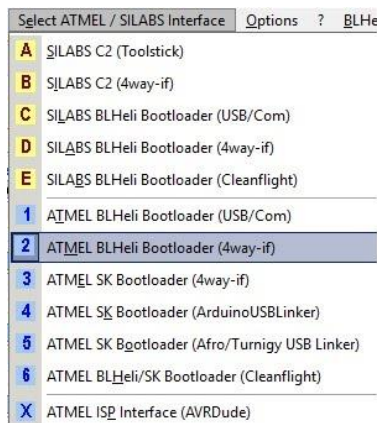 Select ATMEL / SILABS Interface Options ? BLHe
A SILABS C2 (Toolstick)
B SILABS C2 (4way-if)
C SILABS BLHeli Bootloader (USB/Com)
D SILABS BLHeli Bootloader (4way-if)
E SILABS BLHeli Bootloader (Cleanflight)
1 ATMEL BLHeli Bootloader (USB/Com)
2 ATMEL BLHeli Bootloader (4way-if)
3 ATMEL SK Bootloader (4way-if)
4 ATMEL SK Bootloader (ArduinoUSBLinker)
5 ATMEL SK Bootloader (Afro/Turnigy USB Linker)
6 ATMEL BLHeli/SK Bootloader (Cleanflight)
X ATMEL ISP Interface (AVRDude)